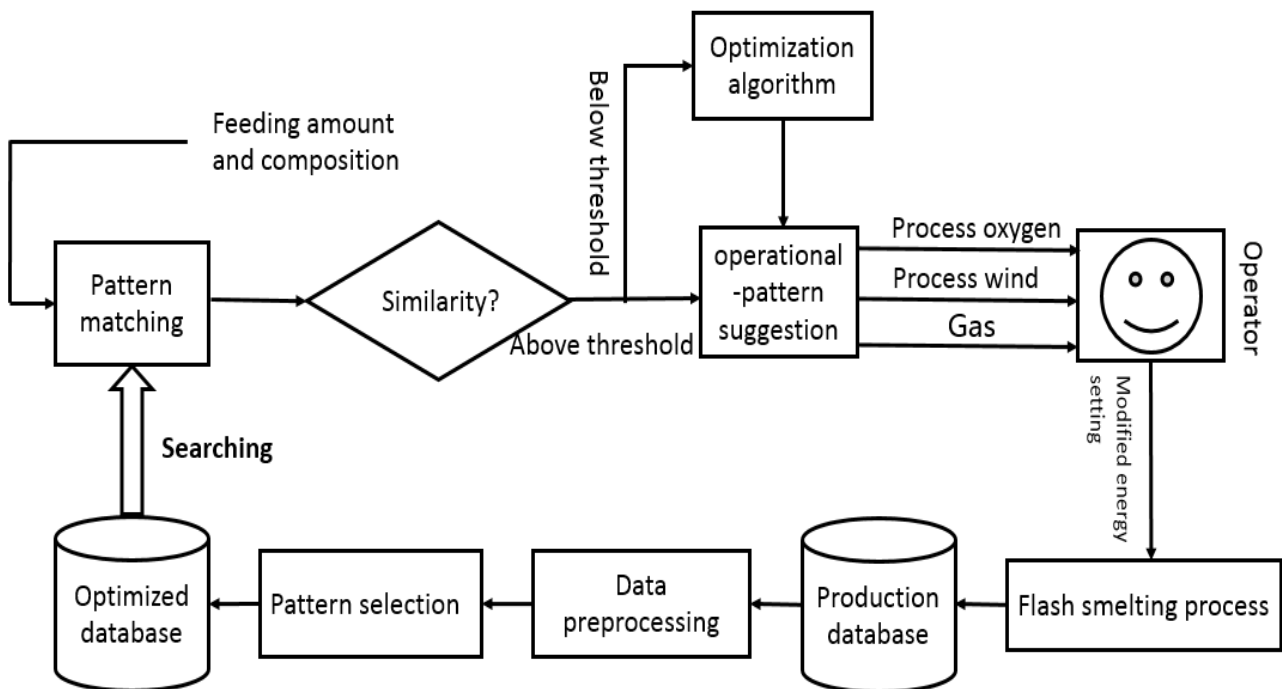 Optimization
algorithm
Below threshold
Feeding amount
and composition
Pattern
matching
Similarity?
Above threshold
operational
-pattern
suggestion
Process oxygen
Process wind
Gas
Operator
Modified energy
setting
Searching
Optimized
database
Pattern selection
Data
preprocessing
Production
database
Flash smelting process